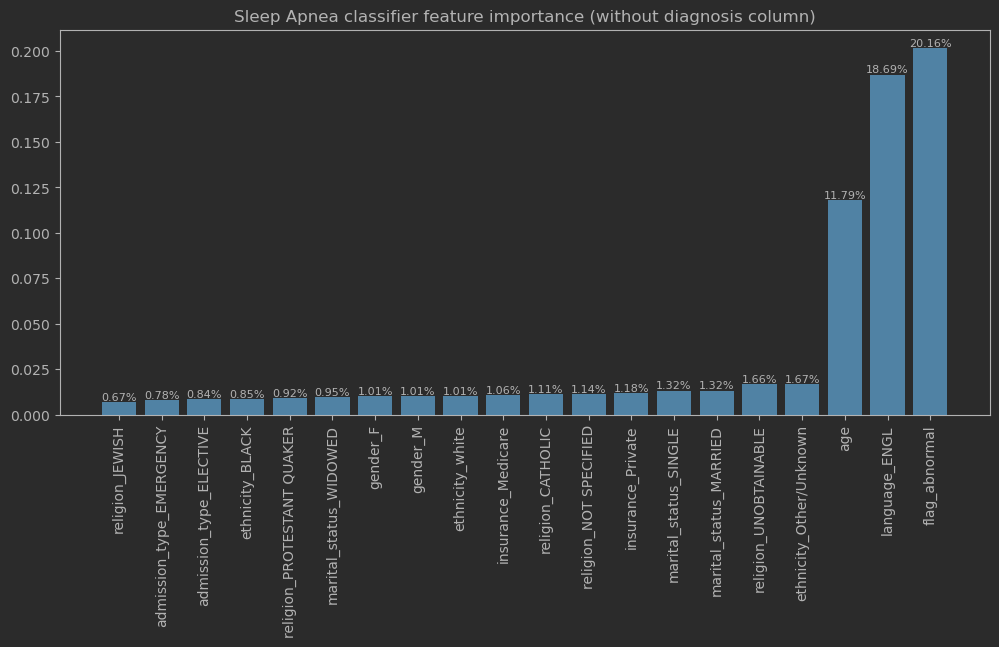 Sleep Apnea classifier feature importance (without diagnosis column)
0.200
0.175
0.150
0.125
0.100
0.075
0.050
0.025
0.000
0.67%
0.78%
0.84%
0.85%
0.92%
0.95%
1.01%
1.01%
1.01%
1.06%
1.11%
1.14%
1.18%
1.32%
1.32%
1.66%
1.67%
11.79%
18.69%
20.16%
religion_JEWISH
admission_type_EMERGENCY
admission_type_ELECTIVE
ethnicity_BLACK
religion_PROTESTANT QUAKER
marital_status_WIDOWED
gender_F
gender_M
ethnicity_white
insurance_Medicare
religion_CATHOLIC
religion_NOT SPECIFIED
insurance_Private
marital_status_SINGLE
marital_status_MARRIED
religion_UNOBTAINABLE
ethnicity_Other/Unknown
age
language_ENGL
flag_abnormal